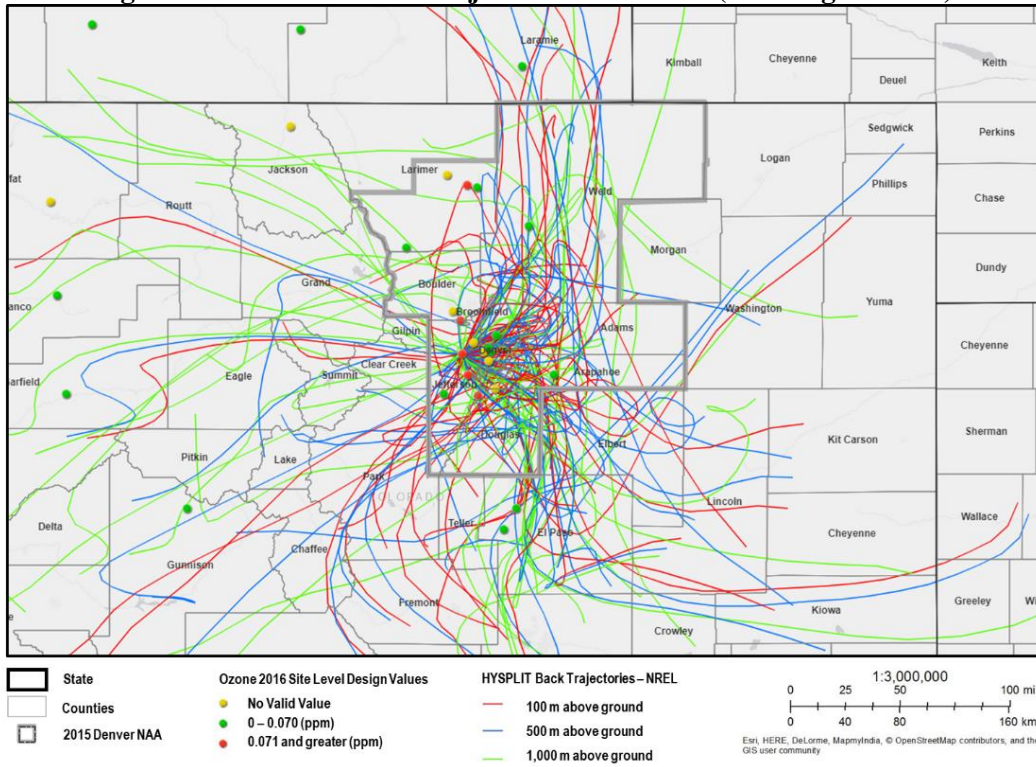 Laramie
Kimball
Cheyenne
Keith
Deuel
Sedgwick
Perkins
Logan
Jackson
Larimer
Phillips
fat
Weld
Chase
Routt
Morgan
Dundy
Grand
Boulder
anco
Washington
Yuma
Broomfield
Adams
Gilpin
Cheyenne
Denver
Clear Creek
Eagle
Summit
Arapahoe
arfield
Jefferson
Douglas
Elbert
Kit Carson
Sherman
Pitkin
Lake
Park
COLORADO
Lincoln
Delta
Teller
Wallace
El Paso
Cheyenne
Chaffee
Gunnison
Fremont
Kiowa
Greeley
Wi
Crowley
State
Counties
2015 Denver NAA
Ozone 2016 Site Level Design Values
No Valid Value
0 – 0.070 (ppm)
0.071 and greater (ppm)
HYSPLIT Back Trajectories – NREL
100 m above ground
500 m above ground
1,000 m above ground
1:3,000,000
0 25 50 100 mi
0 40 80 160 km
Esri, HERE, DeLorme, MapmyIndia, © OpenStreetMap contributors, and the
GIS user community